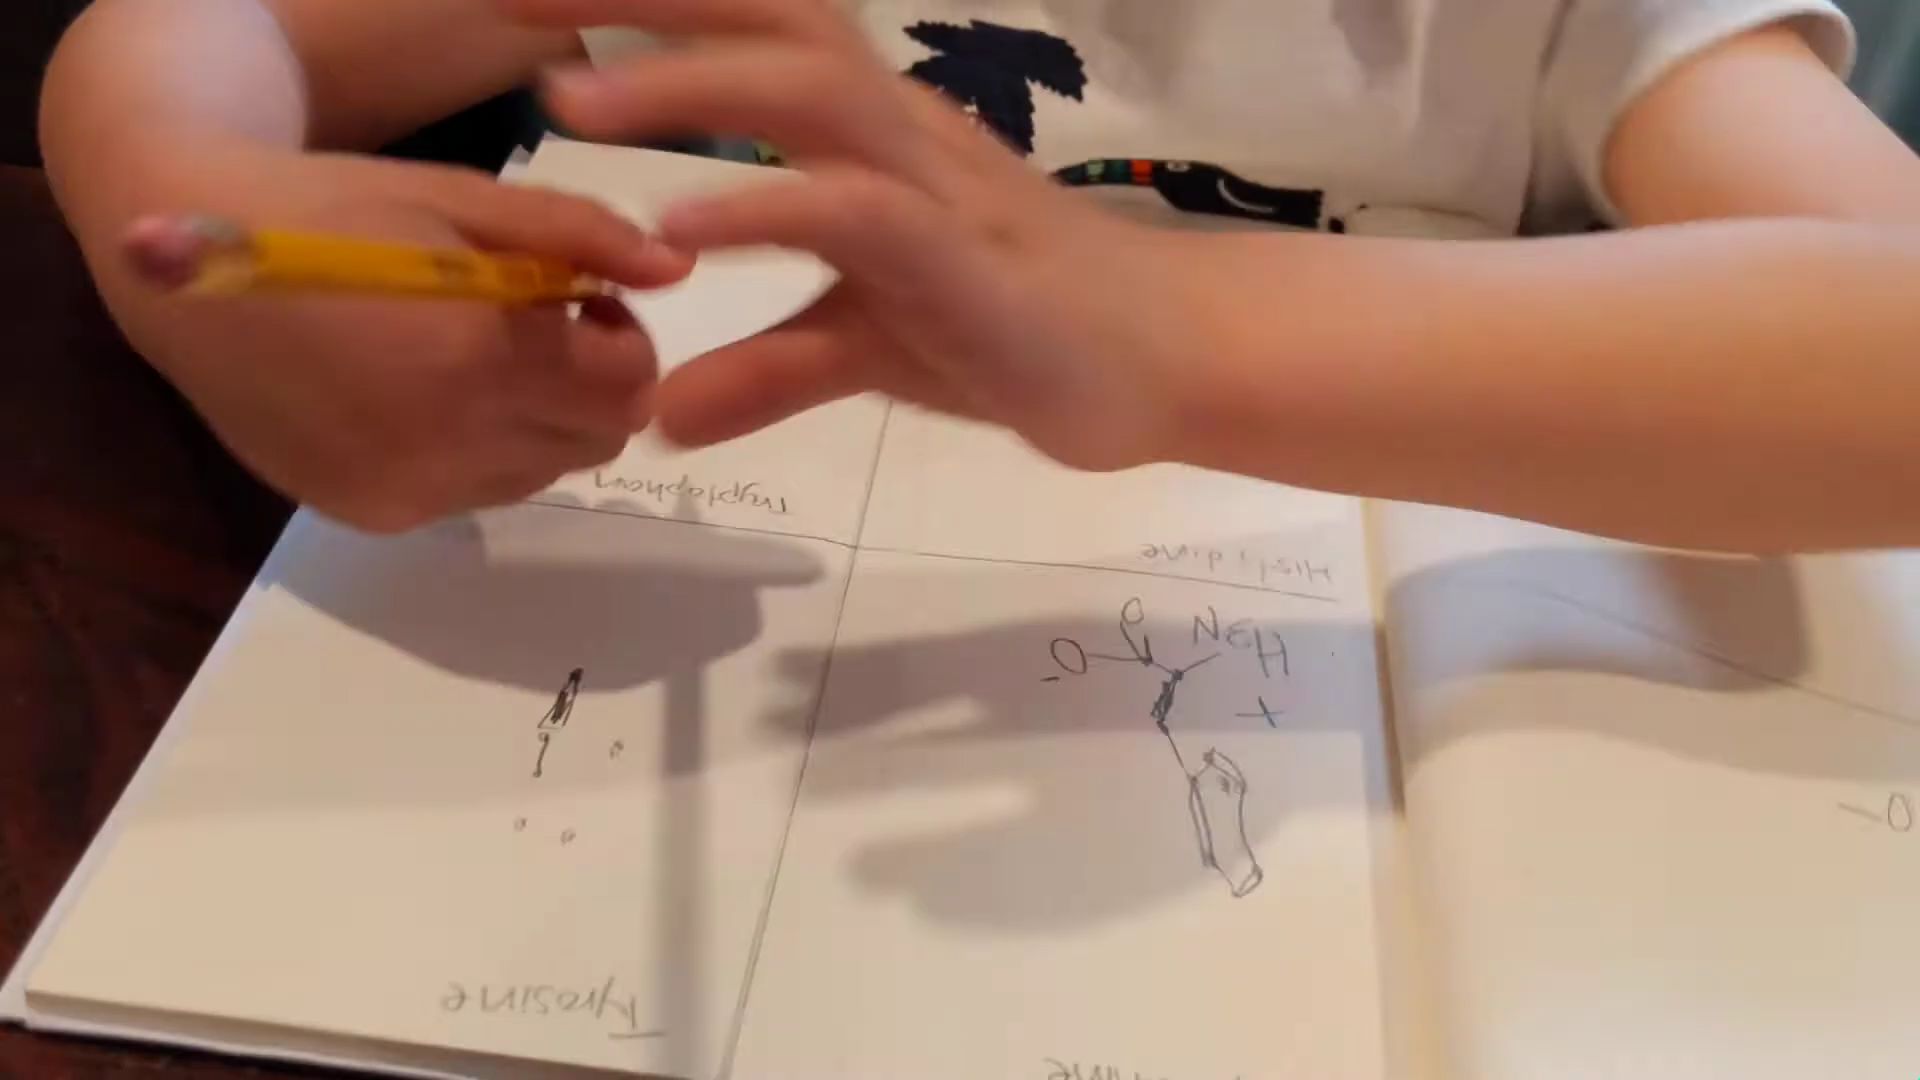 Tyrosine
H3N
+
O
O
-
Histidine
Tryptophan
O